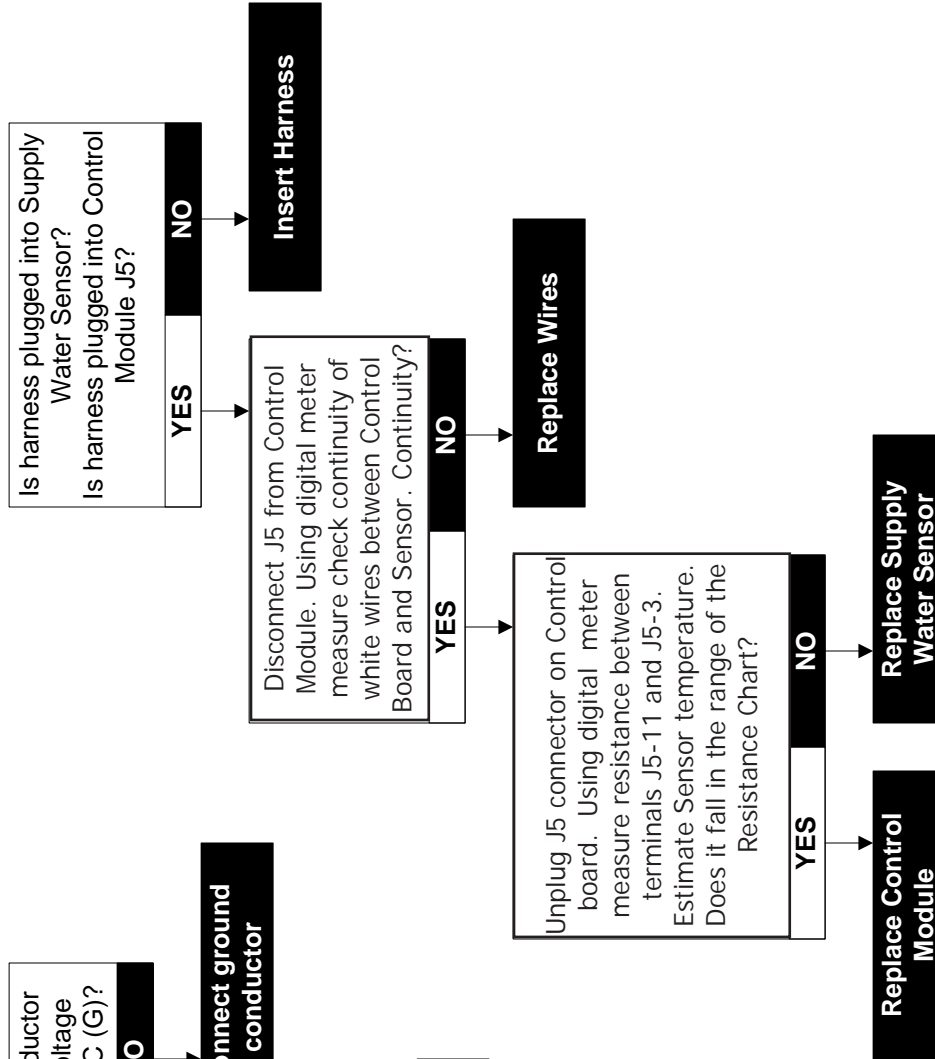 Is harness plugged into Supply
Water Sensor?
Is harness plugged into Control
Module J5?
YES
NO
Insert Harness
Disconnect J5 from Control
Module. Using digital meter
measure check continuity of
white wires between Control
Board and Sensor. Continuity?
YES
NO
Replace Wires
Unplug J5 connector on Control
board. Using digital meter
measure resistance between
terminals J5-11 and J5-3.
Estimate Sensor temperature.
Does it fall in the range of the
Resistance Chart?
YES
NO
Replace Control
Module
Replace Supply
Water Sensor
ductor
ltage
C (G)?
O
nnect ground
conductor